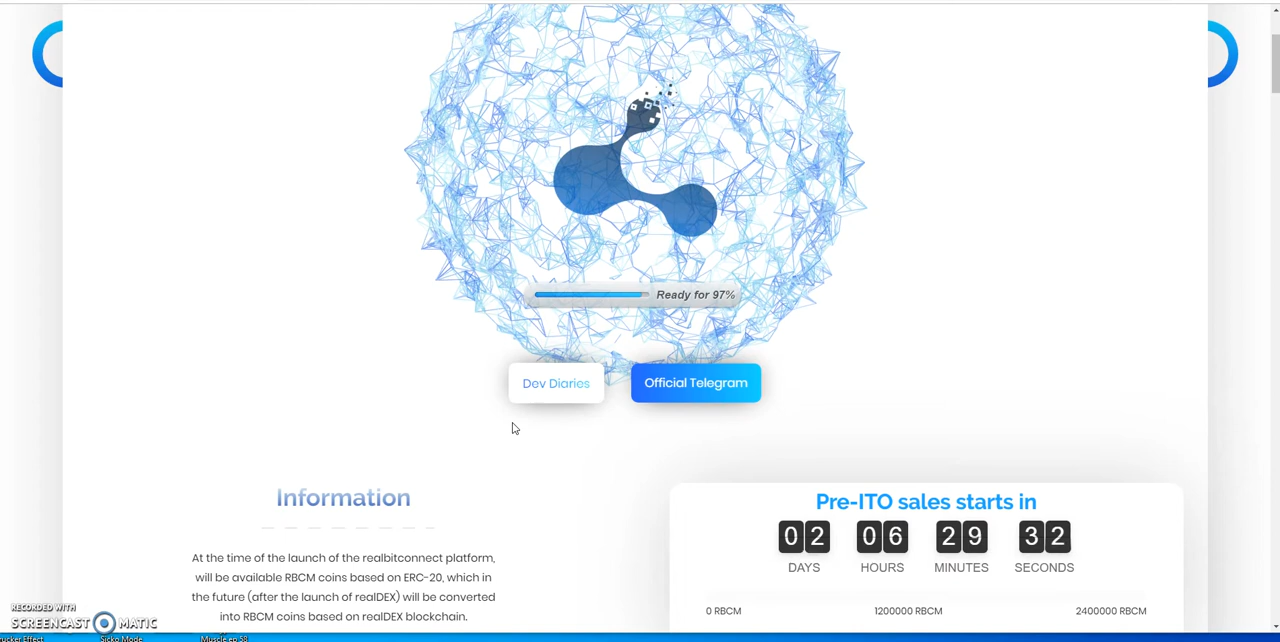 Ready for 97%
Dev Diaries
Official Telegram
Information
At the time of the launch of the realbitconnect platform,
will be available RBCM coins based on ERC-20, which in
the future (after the launch of realDEX) will be converted
into RBCM coins based on realDEX blockchain.
Pre-ITO sales starts in
02 06 29 32
DAYS HOURS MINUTES SECONDS
0 RBCM 1200000 RBCM 2400000 RBCM
RECORDED WITH
SCREENCAST MATIC
Sicko Mode